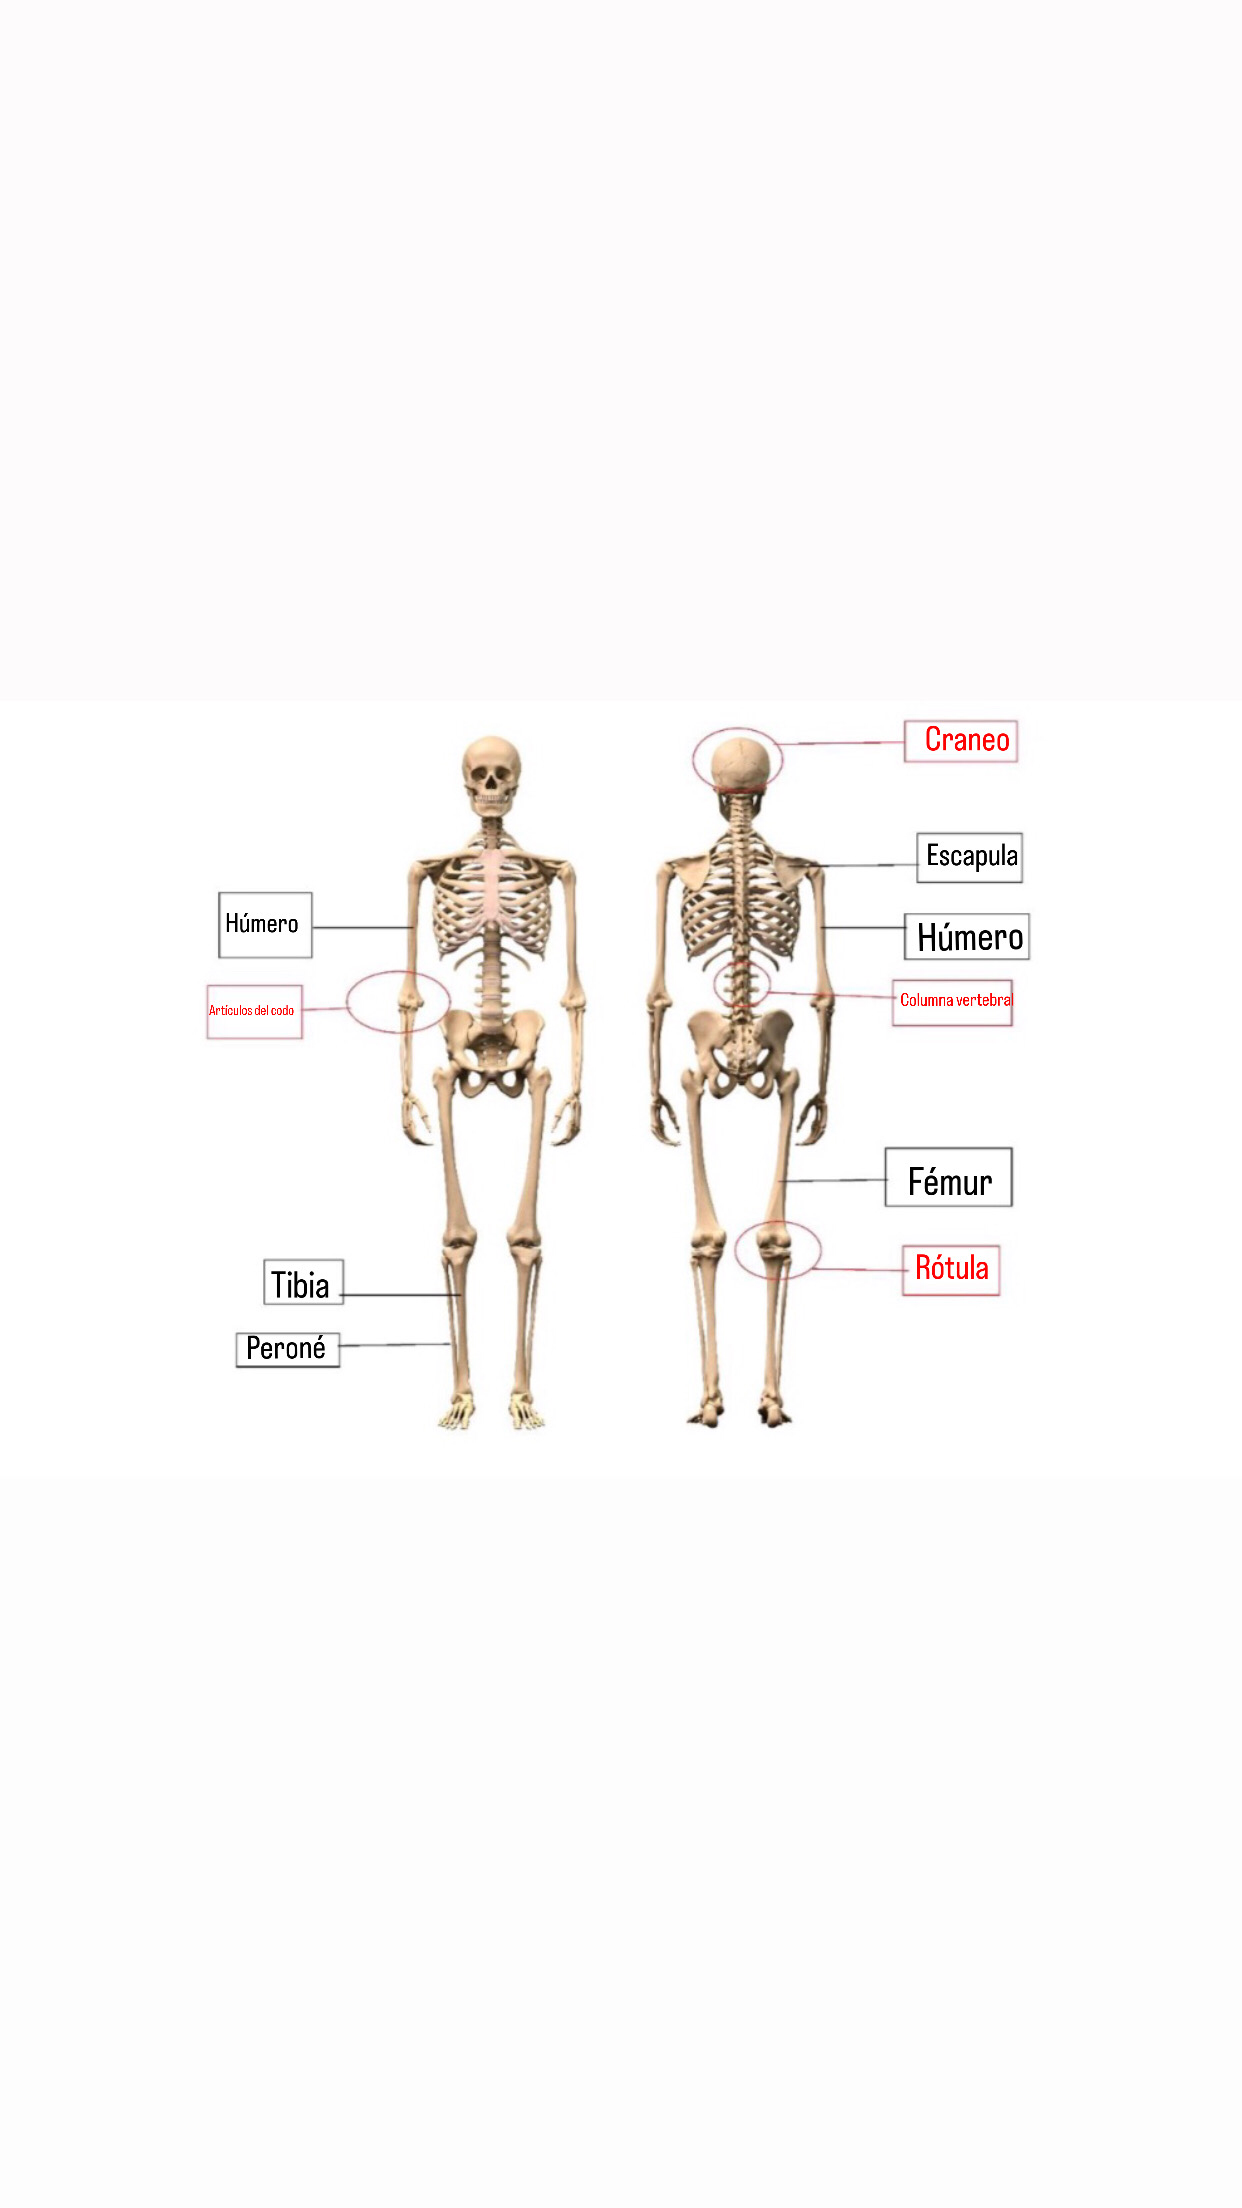 Craneo
Escapula
Húmero
Húmero
Columna vertebral
Artículos del codo
Fémur
Rótula
Tibia
Peroné